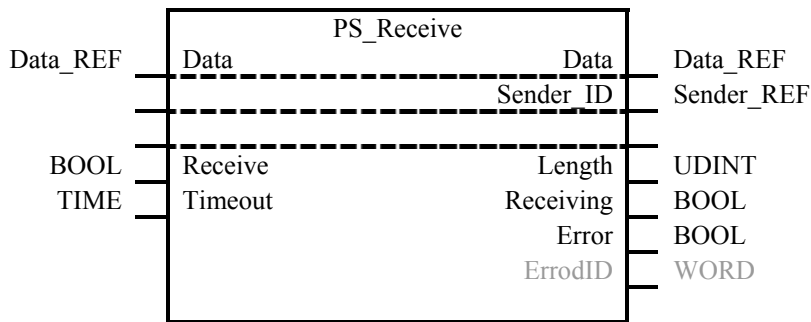 PS_Receive
Data_REF Data Data Data_REF
Sender_ID Sender_REF
BOOL Receive Length UDINT
TIME Timeout Receiving BOOL
Error BOOL
ErrodID WORD